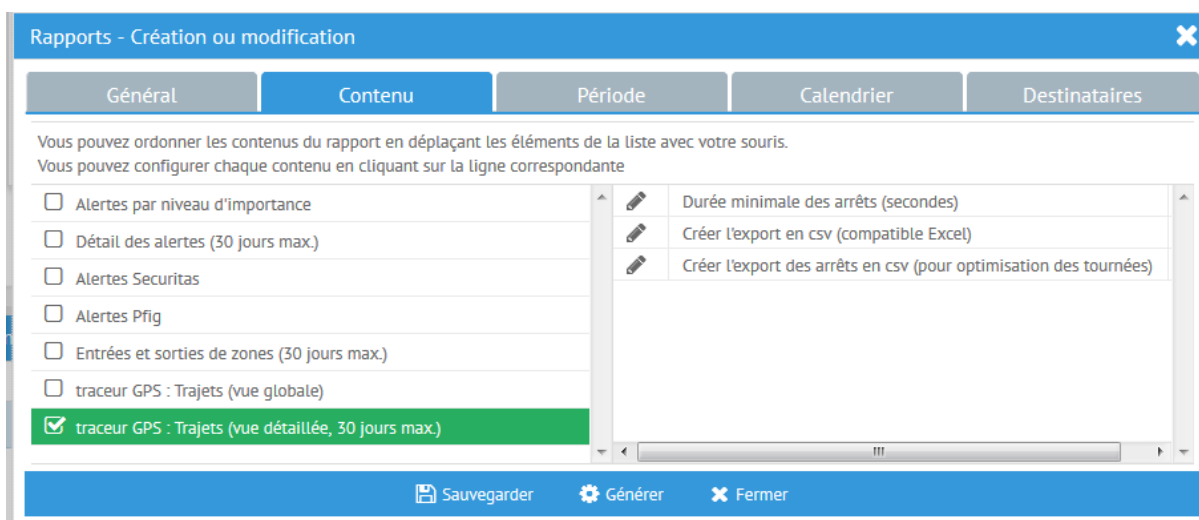 Rapports - Création ou modification
Général
Contenu
Période
Calendrier
Destinataires
Vous pouvez ordonner les contenus du rapport en déplaçant les éléments de la liste avec votre souris.
Vous pouvez configurer chaque contenu en cliquant sur la ligne correspondante
Alertes par niveau d'importance
Détail des alertes (30 jours max.)
Alertes Securitas
Alertes Pfig
Entrées et sorties de zones (30 jours max.)
traceur GPS : Trajets (vue globale)
traceur GPS : Trajets (vue détaillée, 30 jours max.)
Durée minimale des arrêts (secondes)
Créer l'export en csv (compatible Excel)
Créer l'export des arrêts en csv (pour optimisation des tournées)
Sauvegarder
Générer
Fermer